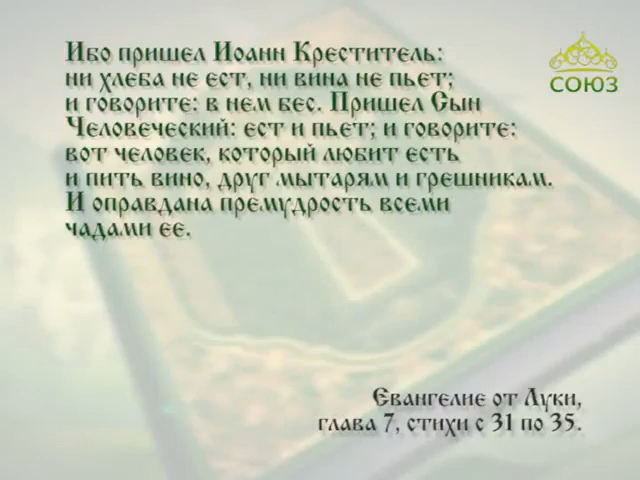 Ибо пришел Иоанн Креститель:
ни хлеба не ест, ни вина не пьет;
и говорите: в нем бес. Пришел Сын
Человеческий: ест и пьет; и говорите:
вот человек, который любит есть
и пить вино, друг мытарям и грешникам.
И оправдана премудрость всеми
чадами ее.
СОЮЗ
Евангелие от Луки,
глава 7, стихи с 31 по 35.